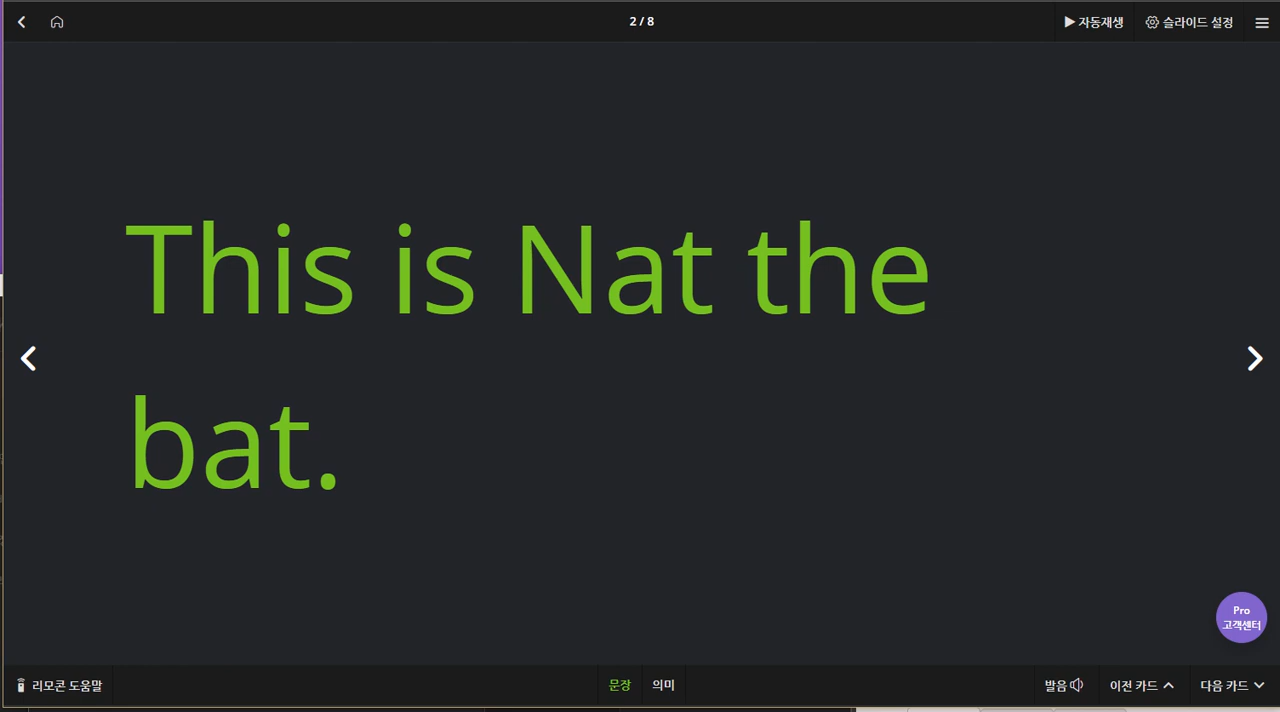 2 / 8
자동재생
슬라이드 설정
This is Nat the
bat.
Pro
고객센터
리모콘 도움말
문장
의미
발음
이전 카드
다음 카드